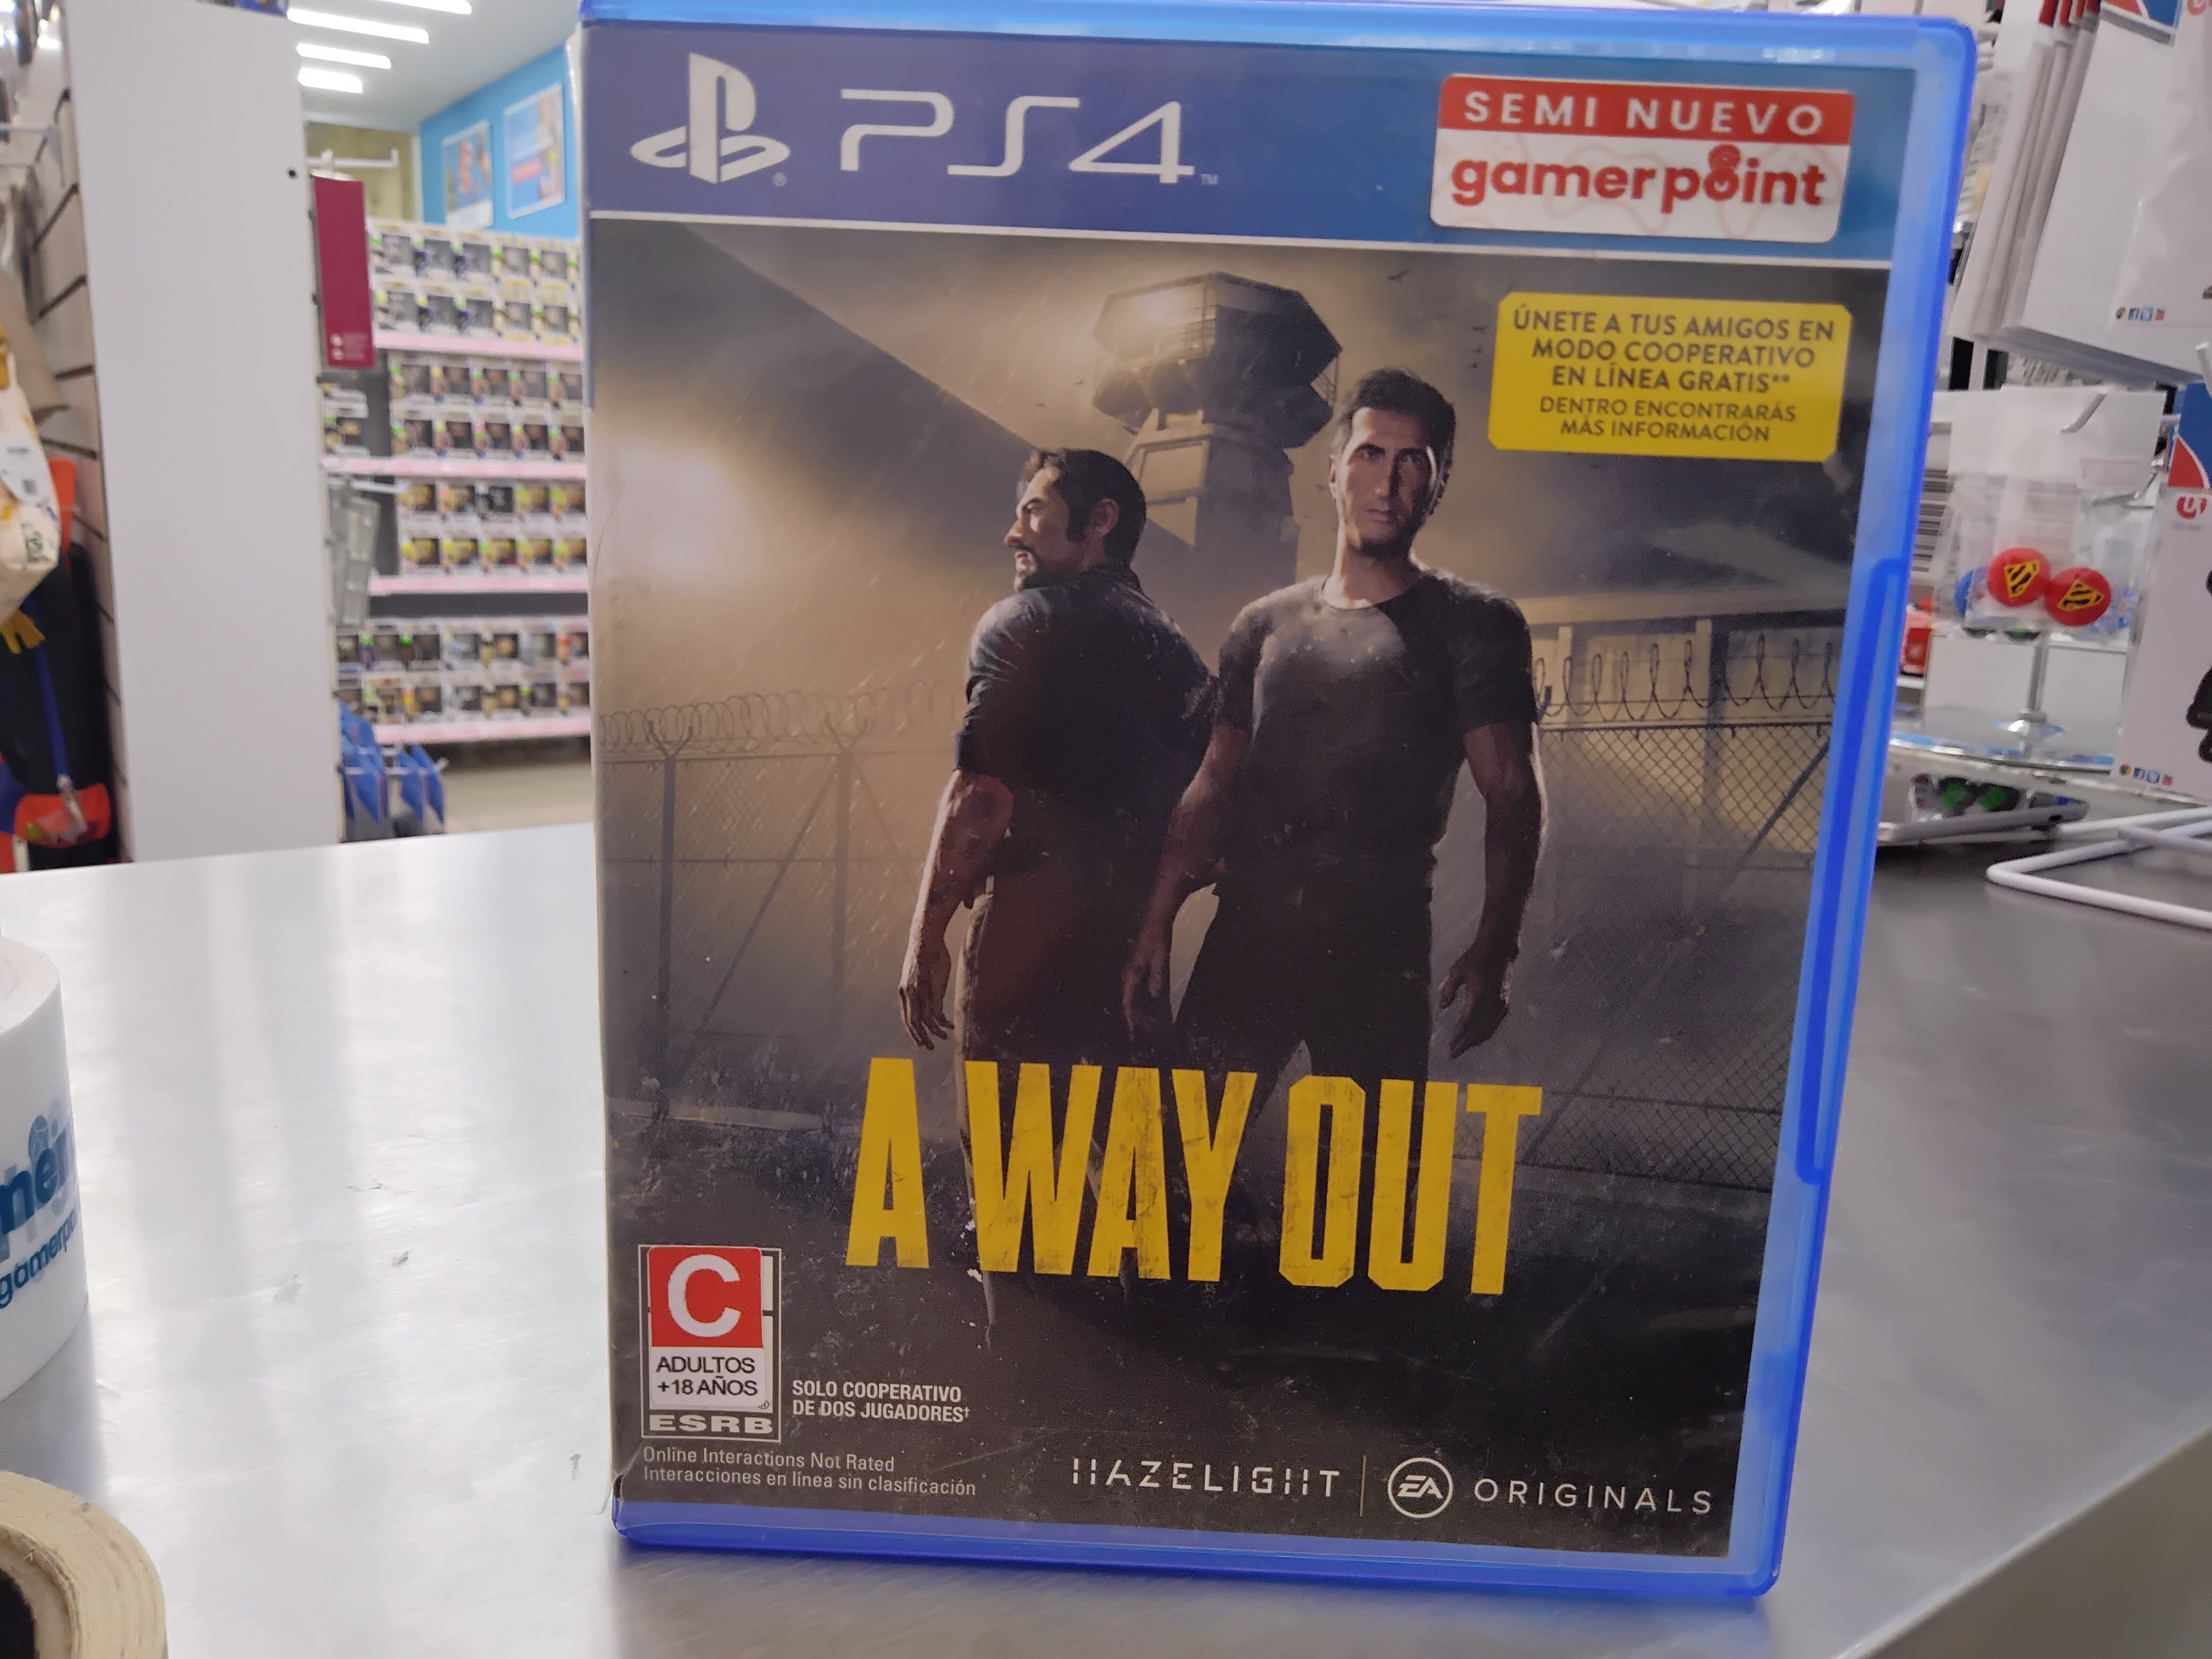 PS4™
SEMI NUEVO
gamerpoint
ÚNETE A TUS AMIGOS EN
MODO COOPERATIVO
EN LÍNEA GRATIS**
DENTRO ENCONTRARÁS
MÁS INFORMACIÓN
A WAY OUT
C
ADULTOS
+18 AÑOS
ESRB
SOLO COOPERATIVO
DE DOS JUGADORES†
Online Interactions Not Rated
Interacciones en línea sin clasificación
HAZELIGHT
EA ORIGINALS